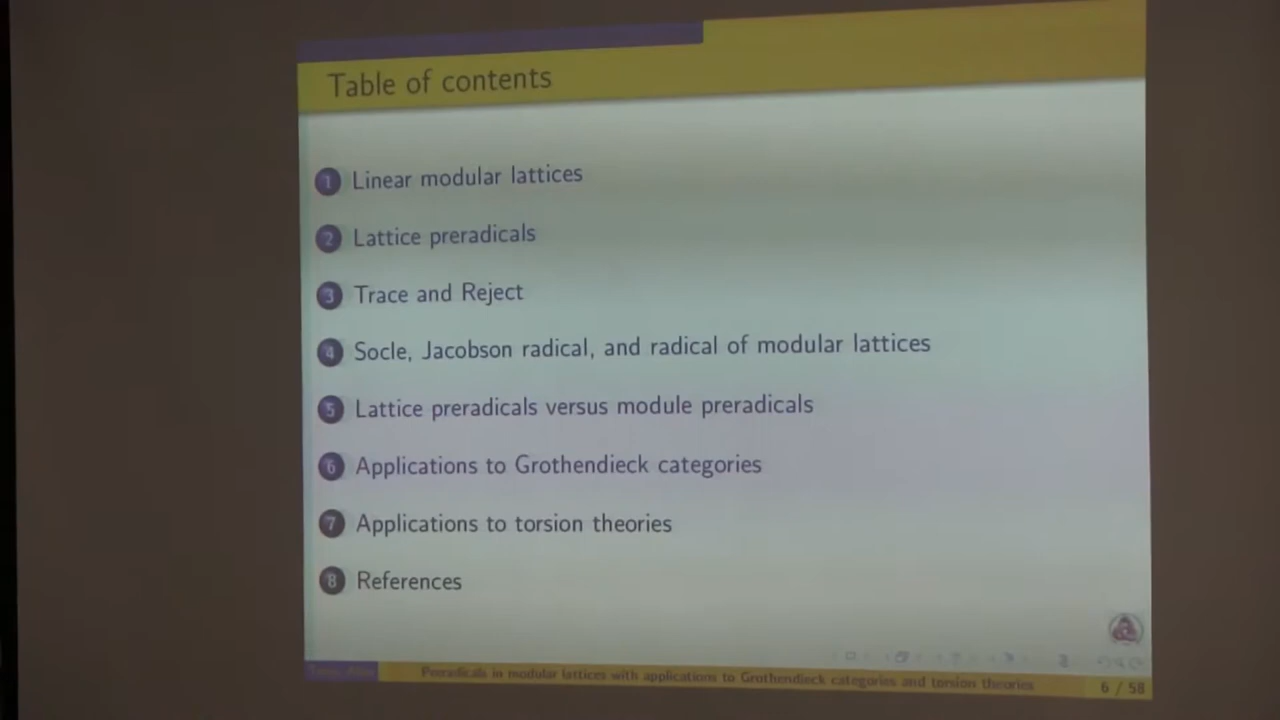 Table of contents
1 Linear modular lattices
2 Lattice preradicals
3 Trace and Reject
4 Socle, Jacobson radical, and radical of modular lattices
5 Lattice preradicals versus module preradicals
6 Applications to Grothendieck categories
7 Applications to torsion theories
8 References
Preradicals in modular lattices with applications to Grothendieck categories and torsion theories
6 / 58